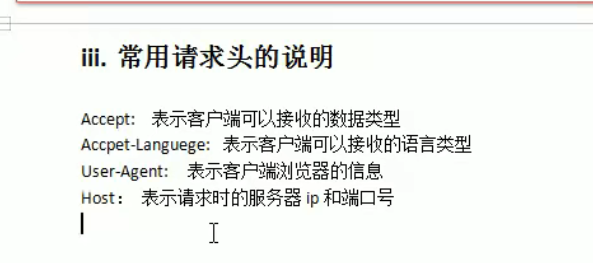 iii. 常用请求头的说明
Accept: 表示客户端可以接收的数据类型
Accpet-Languege: 表示客户端可以接收的语言类型
User-Agent: 表示客户端浏览器的信息
Host： 表示请求时的服务器 ip 和端口号